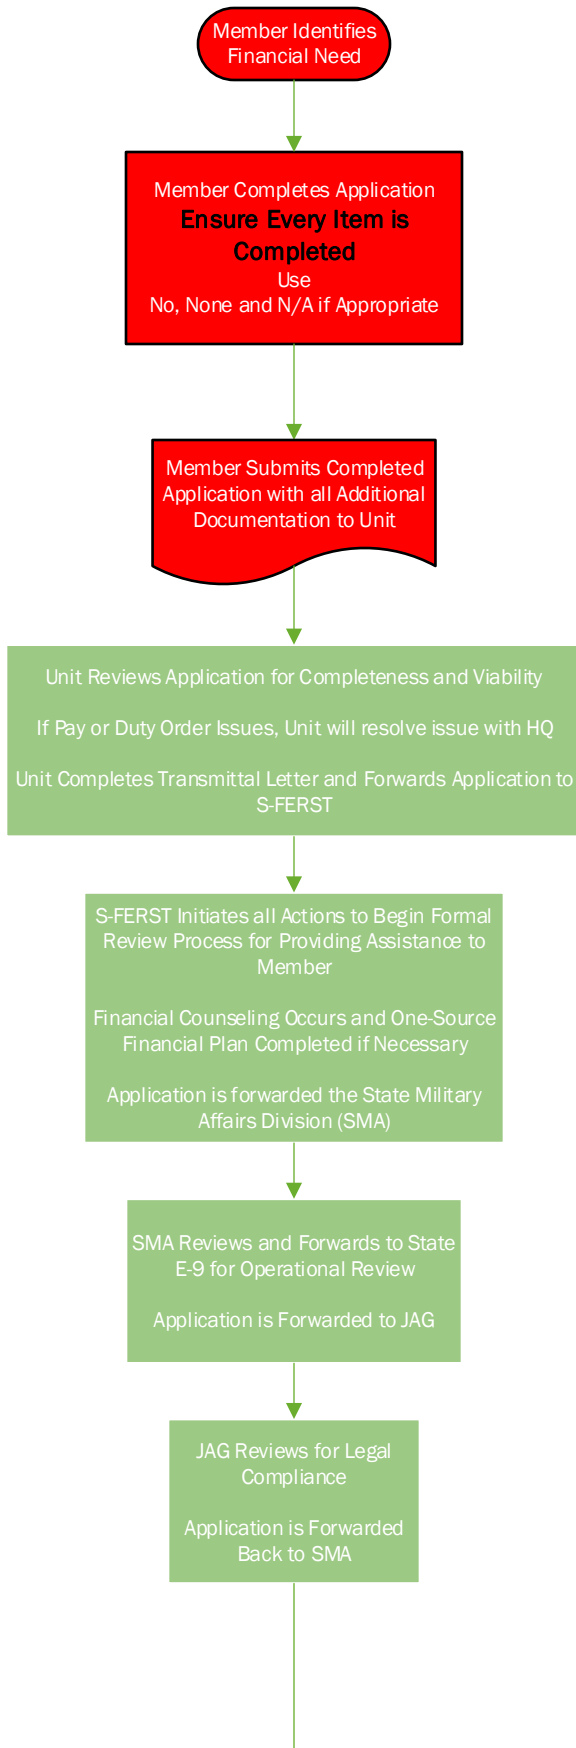 Member Identifies
Financial Need
Member Completes Application
Ensure Every Item is
Completed
Use
No, None and N/A if Appropriate
Member Submits Completed
Application with all Additional
Documentation to Unit
Unit Reviews Application for Completeness and Viability
If Pay or Duty Order Issues, Unit will resolve issue with HQ
Unit Completes Transmittal Letter and Forwards Application to
S-FERST
S-FERST Initiates all Actions to Begin Formal
Review Process for Providing Assistance to
Member
Financial Counseling Occurs and One-Source
Financial Plan Completed if Necessary
Application is forwarded the State Military
Affairs Division (SMA)
SMA Reviews and Forwards to State
E-9 for Operational Review
Application is Forwarded to JAG
JAG Reviews for Legal
Compliance
Application is Forwarded
Back to SMA